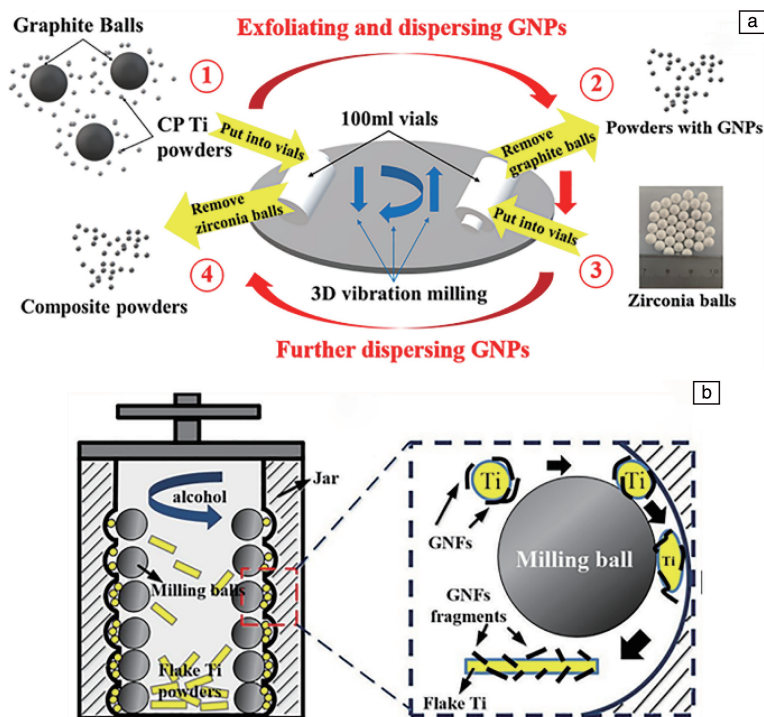 a
Graphite Balls
Exfoliating and dispersing GNPs
1
2
CP Ti
powders
Put into vials
100ml vials
Remove
graphite balls
Powders with GNPs
Remove
zirconia balls
Put into vials
4
3
Composite powders
3D vibration milling
Zirconia balls
Further dispersing GNPs
b
alcohol
Jar
Milling balls
Flake Ti
powders
Ti
Ti
GNFs
Milling ball
Ti
GNFs
fragments
Flake Ti